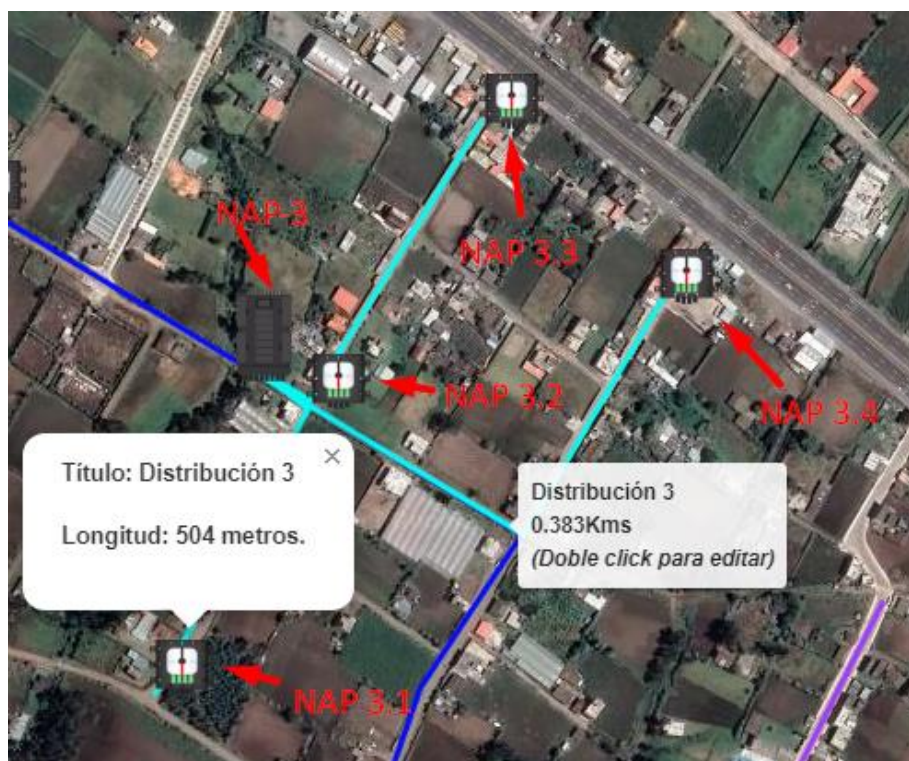 NAP-3
NAP 3.3
NAP 3.2
NAP 3.4
Título: Distribución 3
×
Longitud: 504 metros.
Distribución 3
0.383Kms
(Doble click para editar)
NAP 3.1